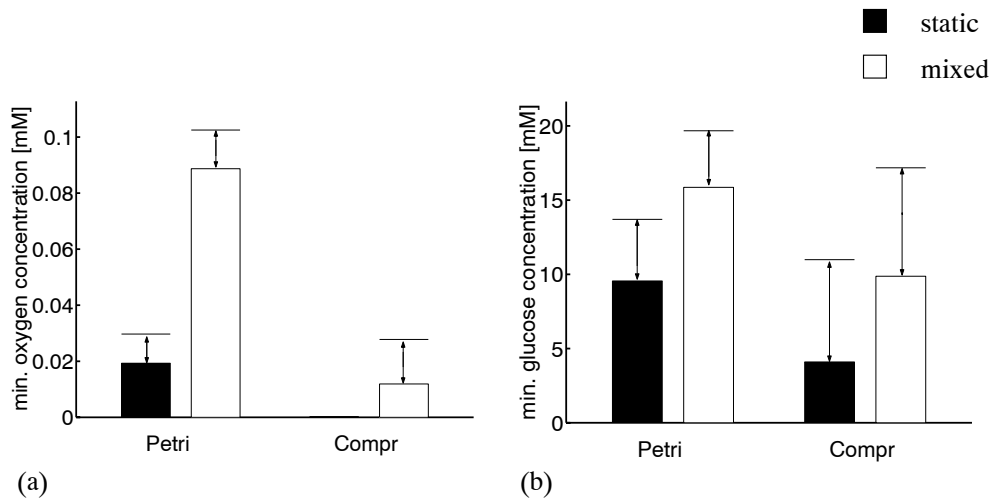 static
mixed
min. oxygen concentration [mM]
0.1
0.08
0.06
0.04
0.02
0
Petri
Compr
(a)
min. glucose concentration [mM]
20
15
10
5
0
Petri
Compr
(b)